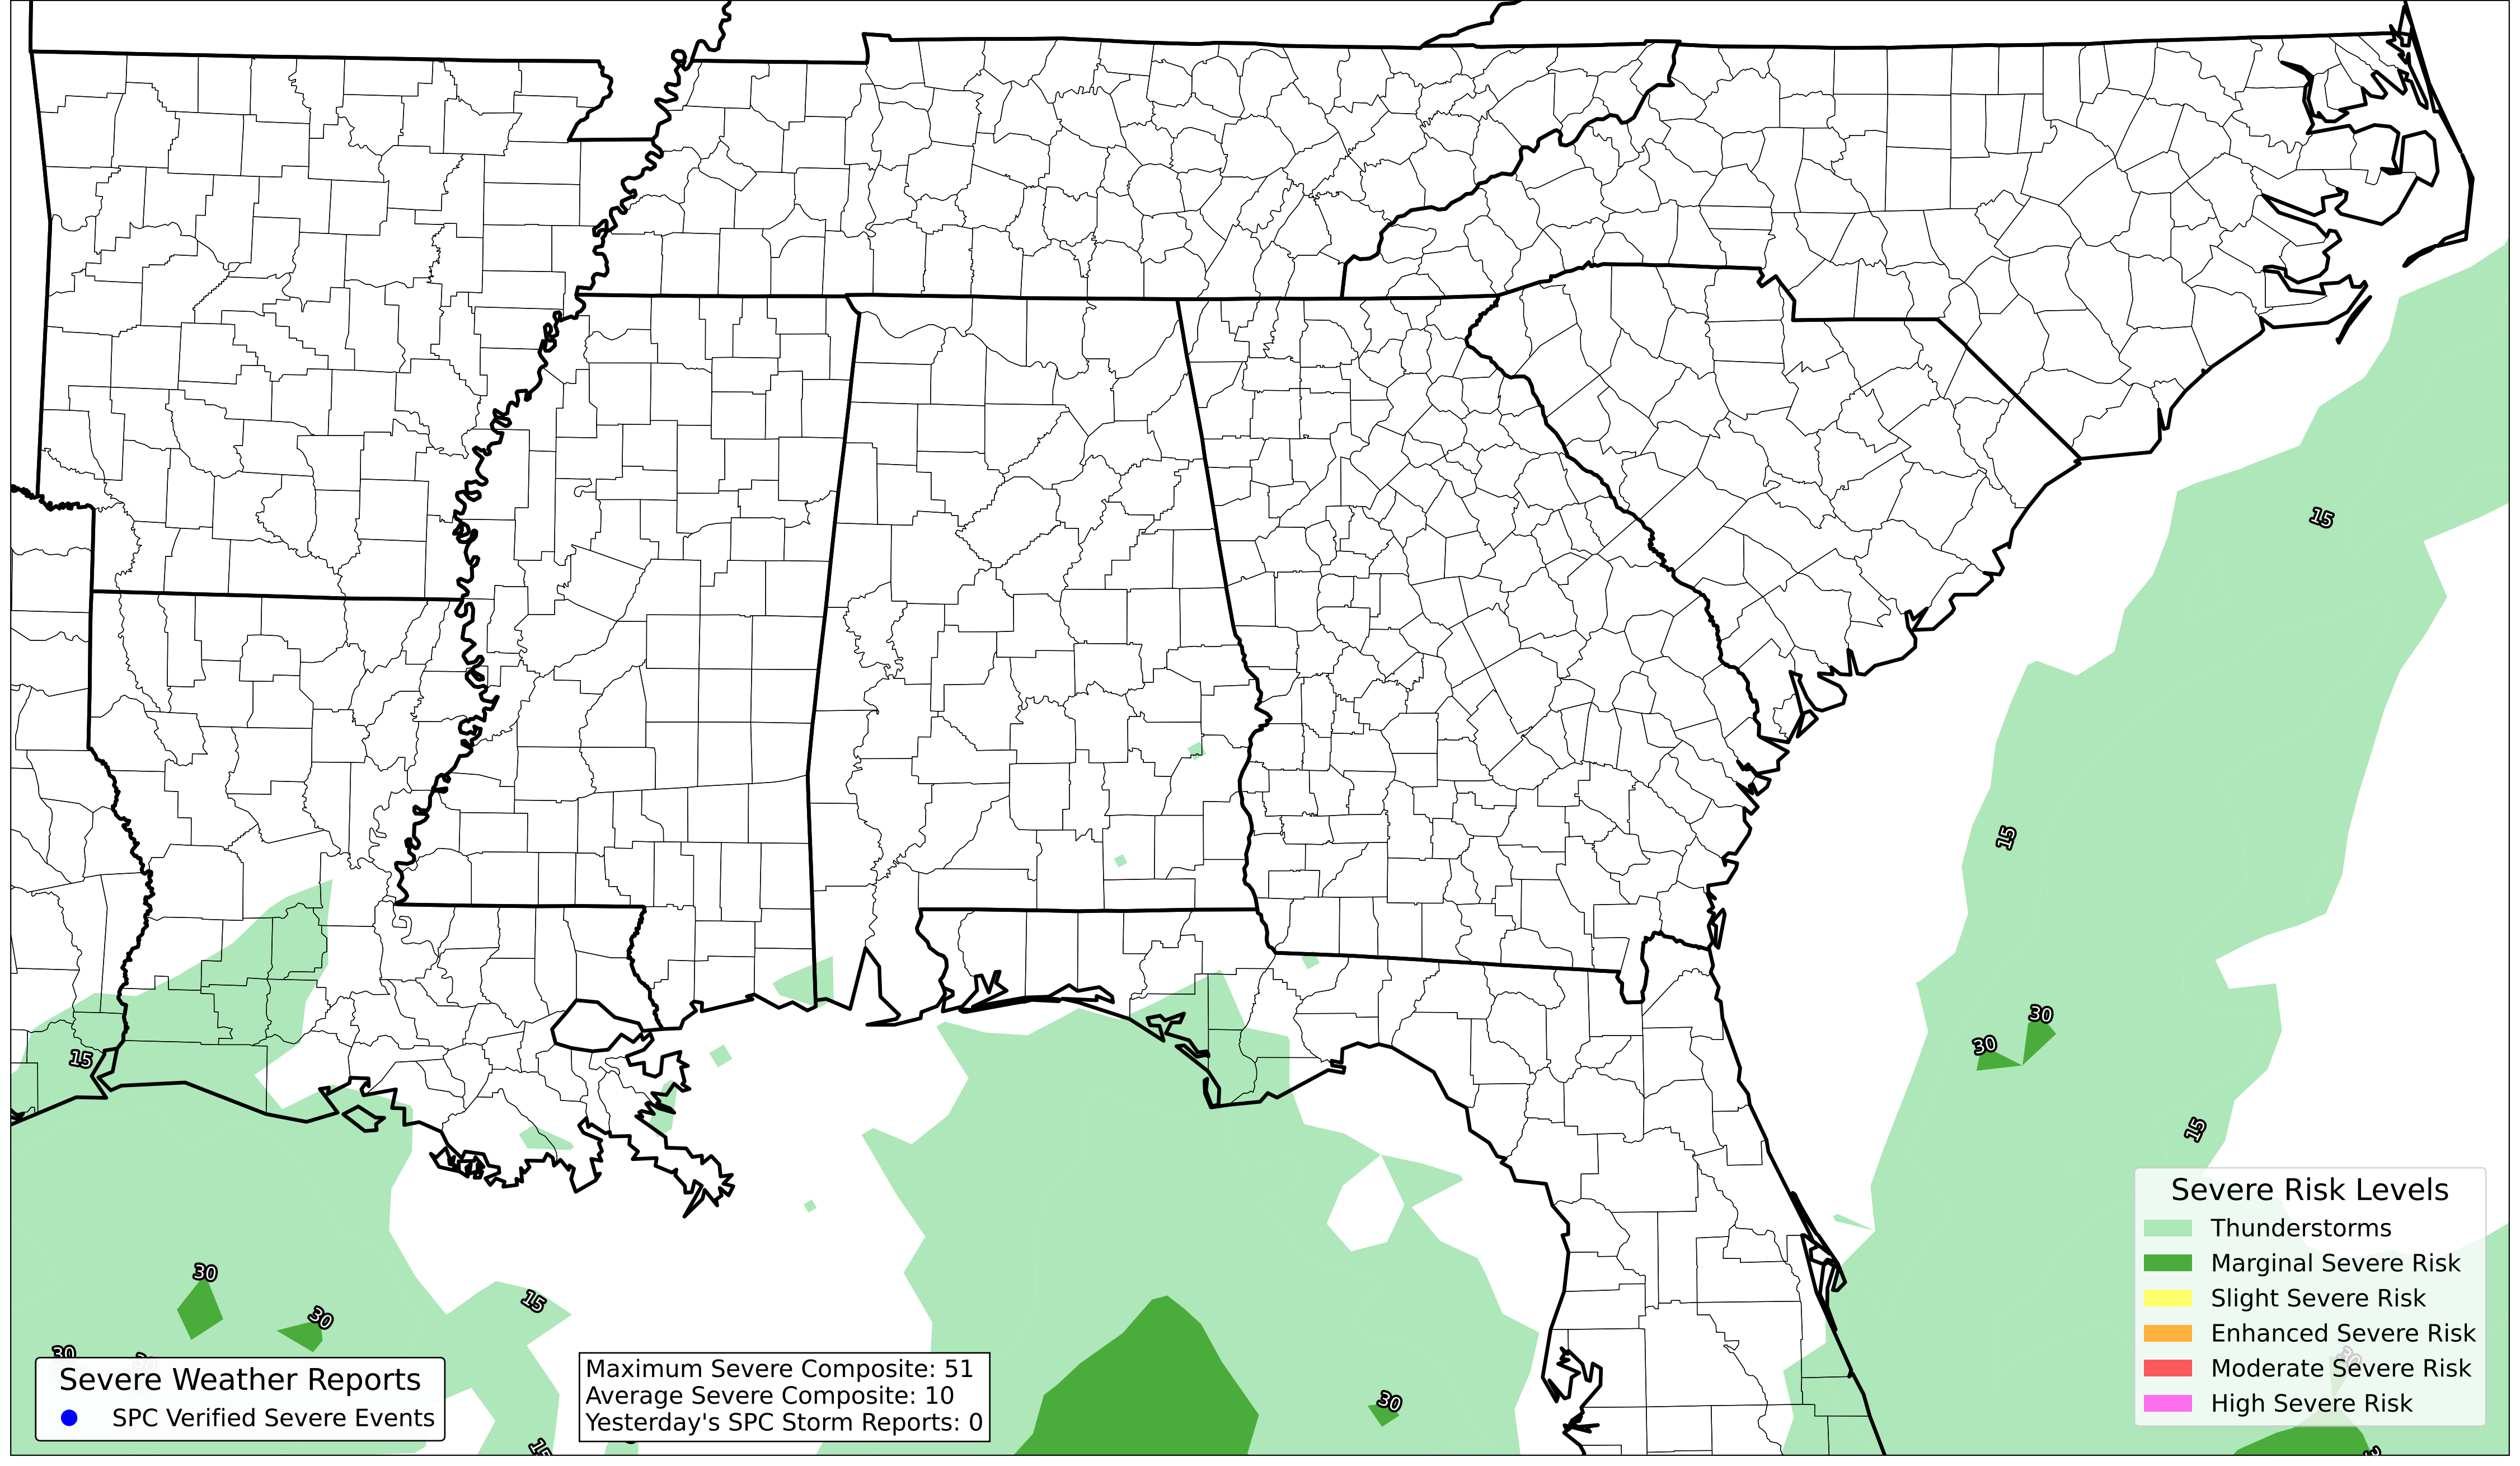 15
15
30
30
15
15
30
30
15
30
30
15
Severe Risk Levels
Thunderstorms
Marginal Severe Risk
Slight Severe Risk
Enhanced Severe Risk
Moderate Severe Risk
High Severe Risk
Severe Weather Reports
SPC Verified Severe Events
Maximum Severe Composite: 51
Average Severe Composite: 10
Yesterday's SPC Storm Reports: 0